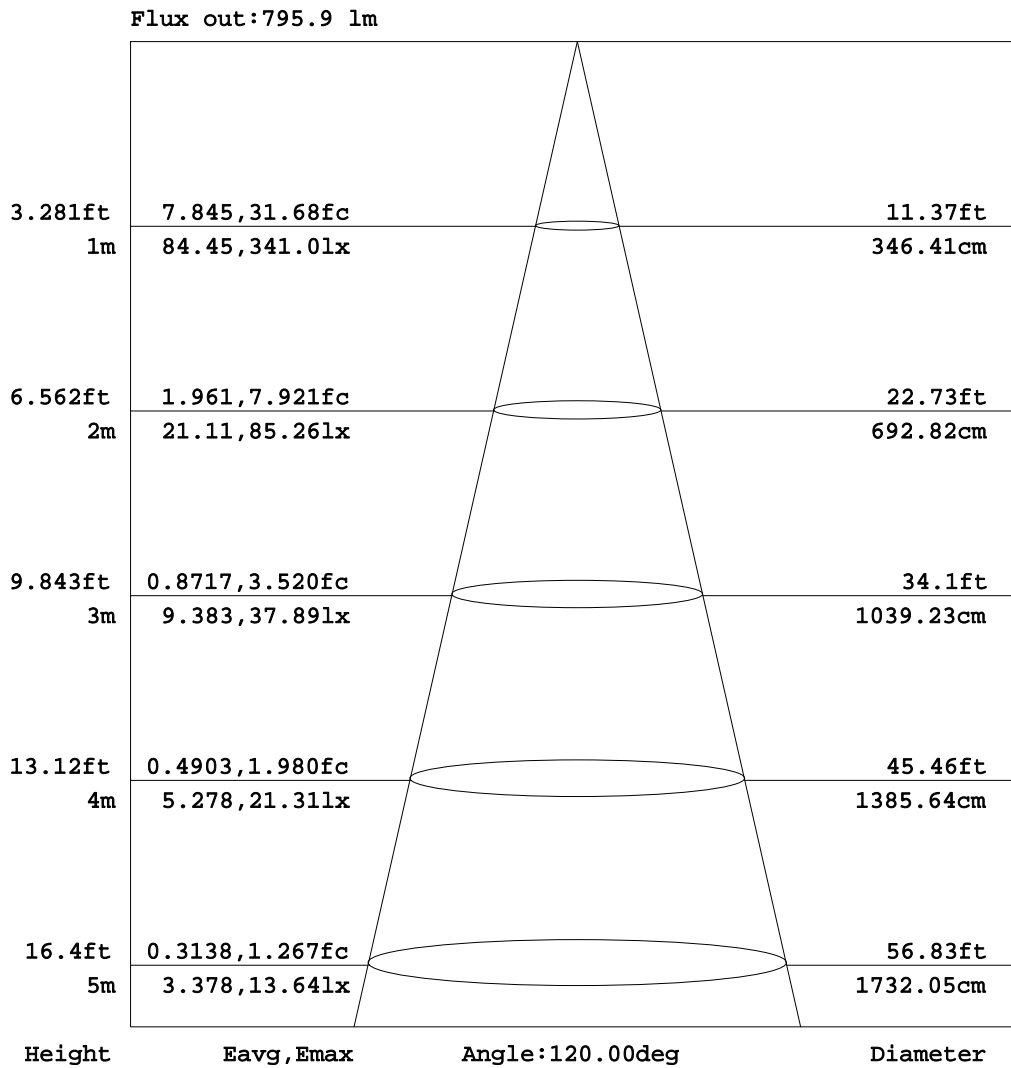 Flux out:795.9 lm
3.281ft 7.845,31.68fc 11.37ft
1m 84.45,341.0lx 346.41cm
6.562ft 1.961,7.921fc 22.73ft
2m 21.11,85.26lx 692.82cm
9.843ft 0.8717,3.520fc 34.1ft
3m 9.383,37.89lx 1039.23cm
13.12ft 0.4903,1.980fc 45.46ft
4m 5.278,21.31lx 1385.64cm
16.4ft 0.3138,1.267fc 56.83ft
5m 3.378,13.64lx 1732.05cm
Height Eavg,Emax Angle:120.00deg Diameter